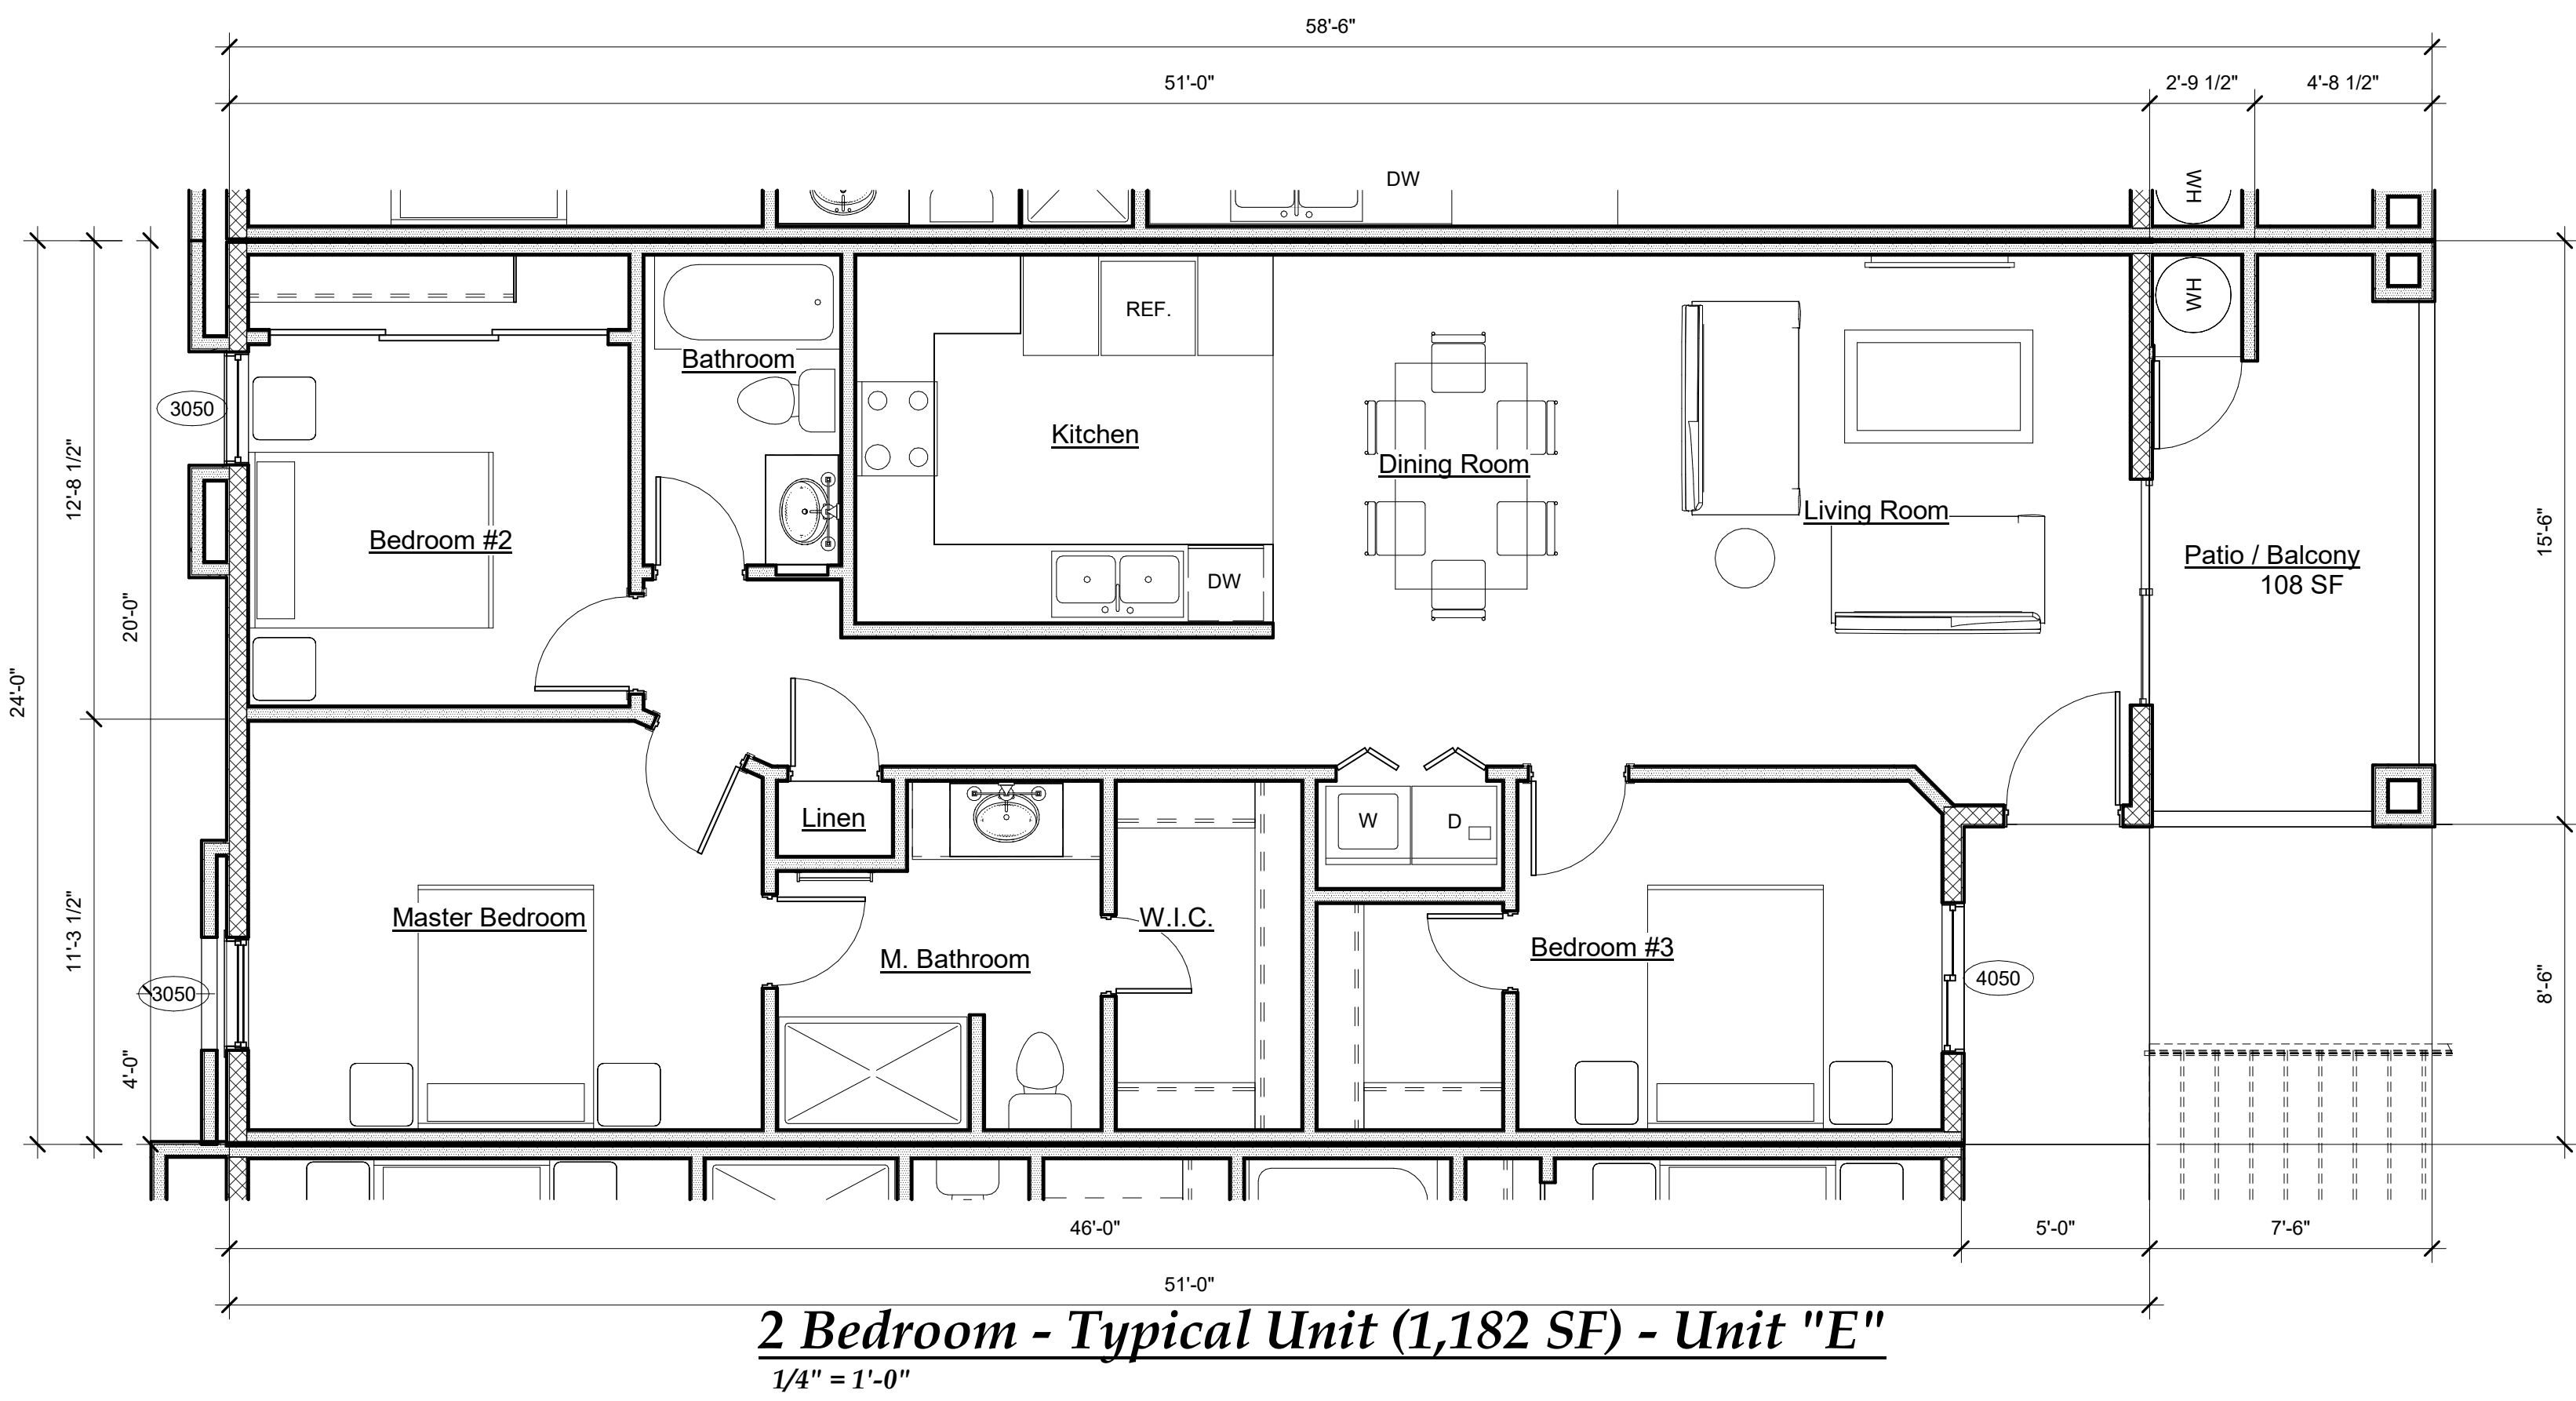 58'-6"
51'-0"
2'-9 1/2"
4'-8 1/2"
DW
WH
WH
REF.
Bathroom
3050
Kitchen
Dining Room
12'-8 1/2"
Living Room
15'-6"
Bedroom #2
Patio / Balcony
108 SF
DW
20'-0"
24'-0"
Linen
W
D
Master Bedroom
W.I.C.
11'-3 1/2"
Bedroom #3
M. Bathroom
4050
8'-6"
3050
4'-0"
46'-0"
5'-0"
7'-6"
51'-0"
2 Bedroom - Typical Unit (1,182 SF) - Unit "E"
1/4" = 1'-0"